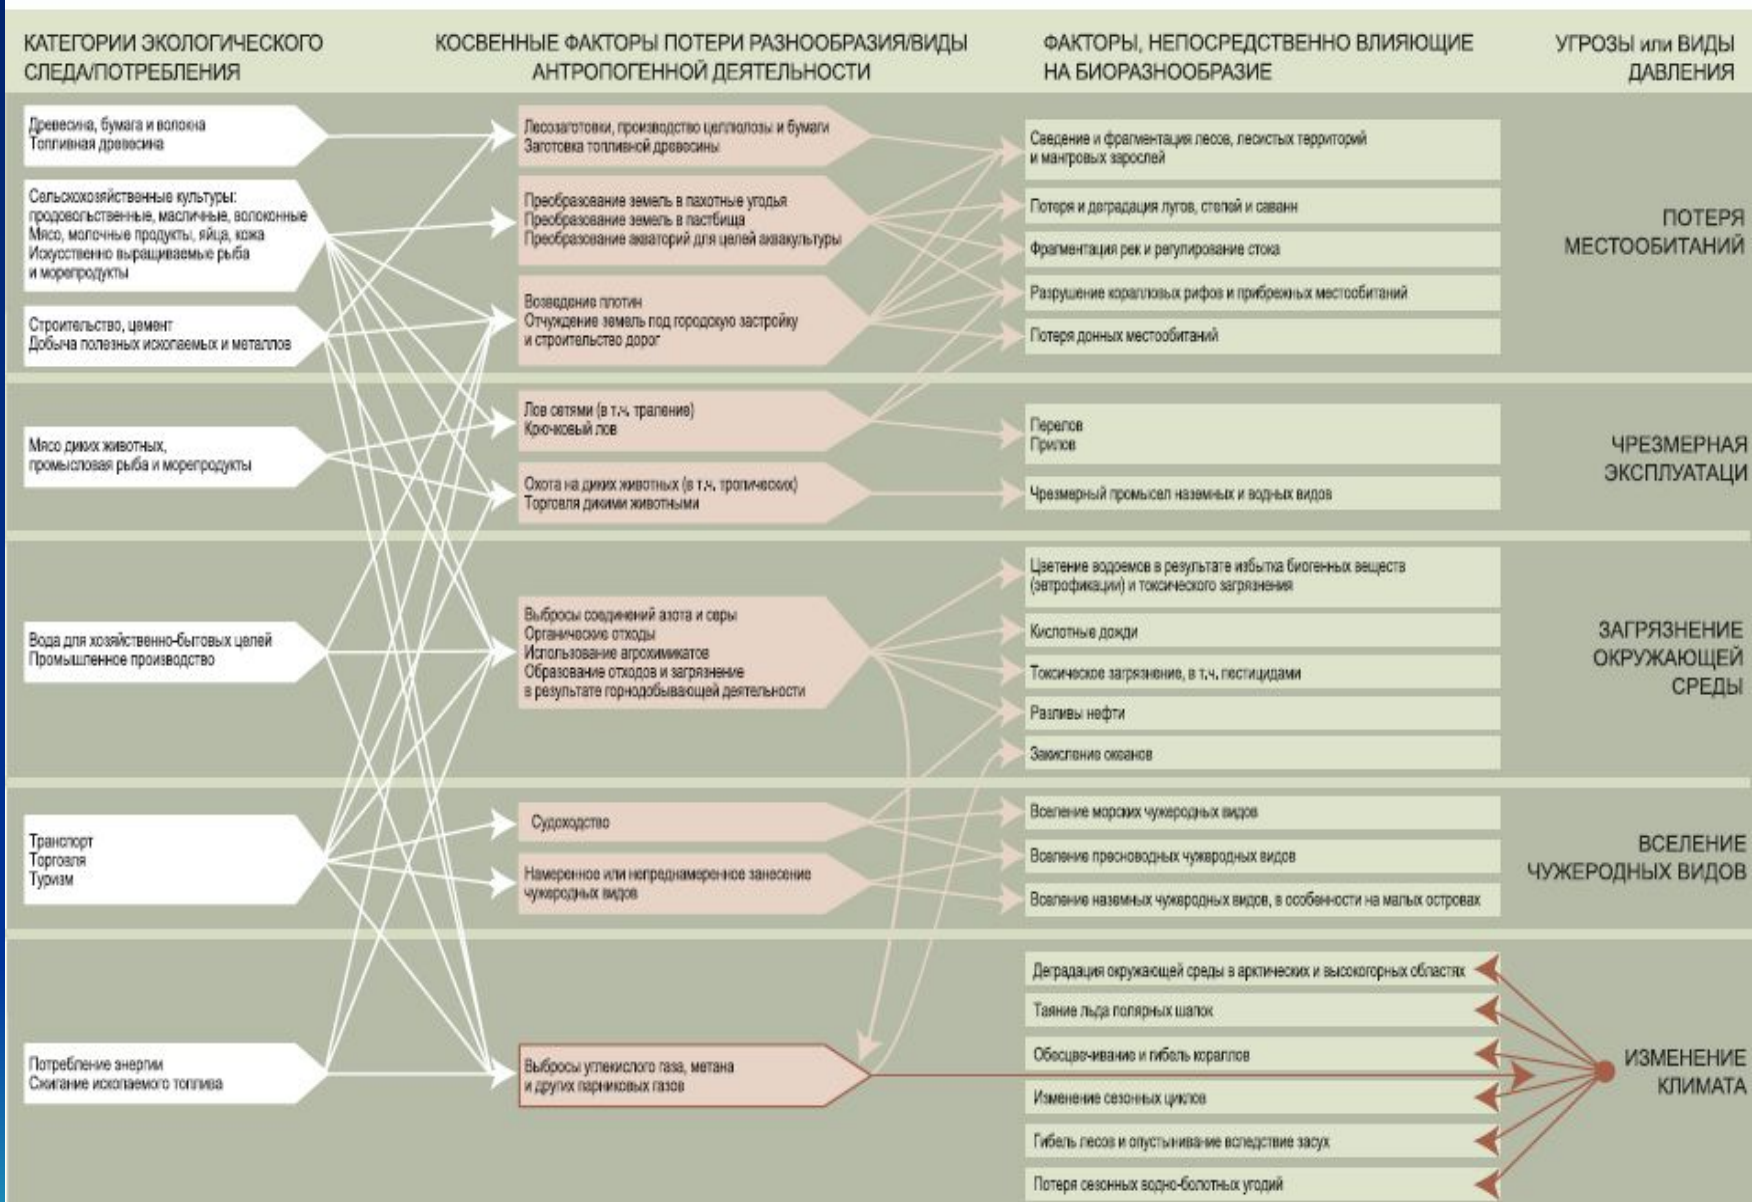 КАТЕГОРИИ ЭКОЛОГИЧЕСКОГО
СЛЕДА/ПОТРЕБЛЕНИЯ
КОСВЕННЫЕ ФАКТОРЫ ПОТЕРИ РАЗНООБРАЗИЯ/ВИДЫ
АНТРОПОГЕННОЙ ДЕЯТЕЛЬНОСТИ
ФАКТОРЫ, НЕПОСРЕДСТВЕННО ВЛИЯЮЩИЕ
НА БИОРАЗНООБРАЗИЕ
УГРОЗЫ или ВИДЫ
ДАВЛЕНИЯ
Древесина, бумага и волокна
Топливная древесина
Сельскохозяйственные культуры:
продовольственные, масличные, волоконные
Мясо, молочные продукты, яйца, кожа
Искусственно выращиваемые рыба
и морепродукты
Строительство, цемент
Добыча полезных ископаемых и металлов
Лесозаготовки, производство целлюлозы и бумаги
Заготовка топливной древесины
Преобразование земель в пахотные угодья
Преобразование земель в пастбища
Преобразование акваторий для целей аквакультуры
Возведение плотин
Отчуждение земель под городскую застройку
и строительство дорог
Сведение и фрагментация лесов, лесистых территорий
и мангровых зарослей
Потеря и деградация лугов, степей и саванн
Фрагментация рек и регулирование стока
Разрушение коралловых рифов и прибрежных местообитаний
Потеря донных местообитаний
ПОТЕРЯ
МЕСТООБИТАНИЙ
Мясо диких животных,
промысловая рыба и морепродукты
Лов сетями (в т.ч. траление)
Крючковый лов
Охота на диких животных (в т.ч. тропических)
Торговля дикими животными
Перелов
Прилов
Чрезмерный промысел наземных и водных видов
ЧРЕЗМЕРНАЯ
ЭКСПЛУАТАЦИ
Вода для хозяйственно-бытовых целей
Промышленное производство
Выбросы соединений азота и серы
Органические отходы
Использование агрохимикатов
Образование отходов и загрязнение
в результате горнодобывающей деятельности
Цветение водоемов в результате избытка биогенных веществ
(эвтрофикации) и токсического загрязнения
Кислотные дожди
Токсическое загрязнение, в т.ч. пестицидами
Разливы нефти
Закисление океанов
ЗАГРЯЗНЕНИЕ
ОКРУЖАЮЩЕЙ
СРЕДЫ
Транспорт
Торговля
Туризм
Судоходство
Намеренное или непреднамеренное занесение
чужеродных видов
Вселение морских чужеродных видов
Вселение пресноводных чужеродных видов
Вселение наземных чужеродных видов, в особенности на малых островах
ВСЕЛЕНИЕ
ЧУЖЕРОДНЫХ ВИДОВ
Потребление энергии
Сжигание ископаемого топлива
Выбросы углекислого газа, метана
и других парниковых газов
Деградация окружающей среды в арктических и высокогорных областях
Таяние льда полярных шапок
Обесцвечивание и гибель кораллов
Изменение сезонных циклов
Гибель лесов и опустынивание вследствие засух
Потеря сезонных водно-болотных угодий
ИЗМЕНЕНИЕ
КЛИМАТА